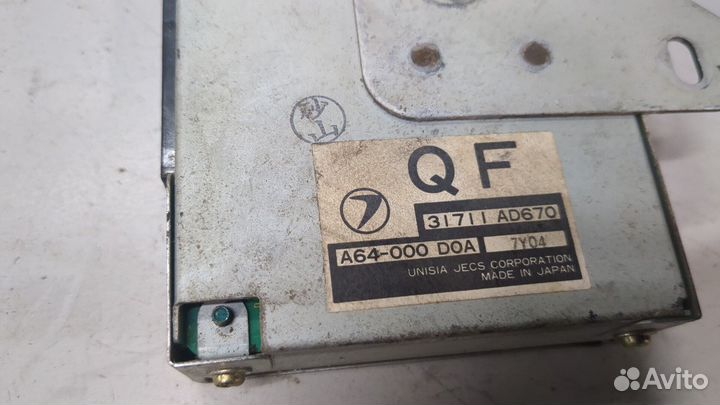 QF
31711 AD670
A64-000 D0A 7Y04
UNISIA JECS CORPORATION
MADE IN JAPAN
Avito